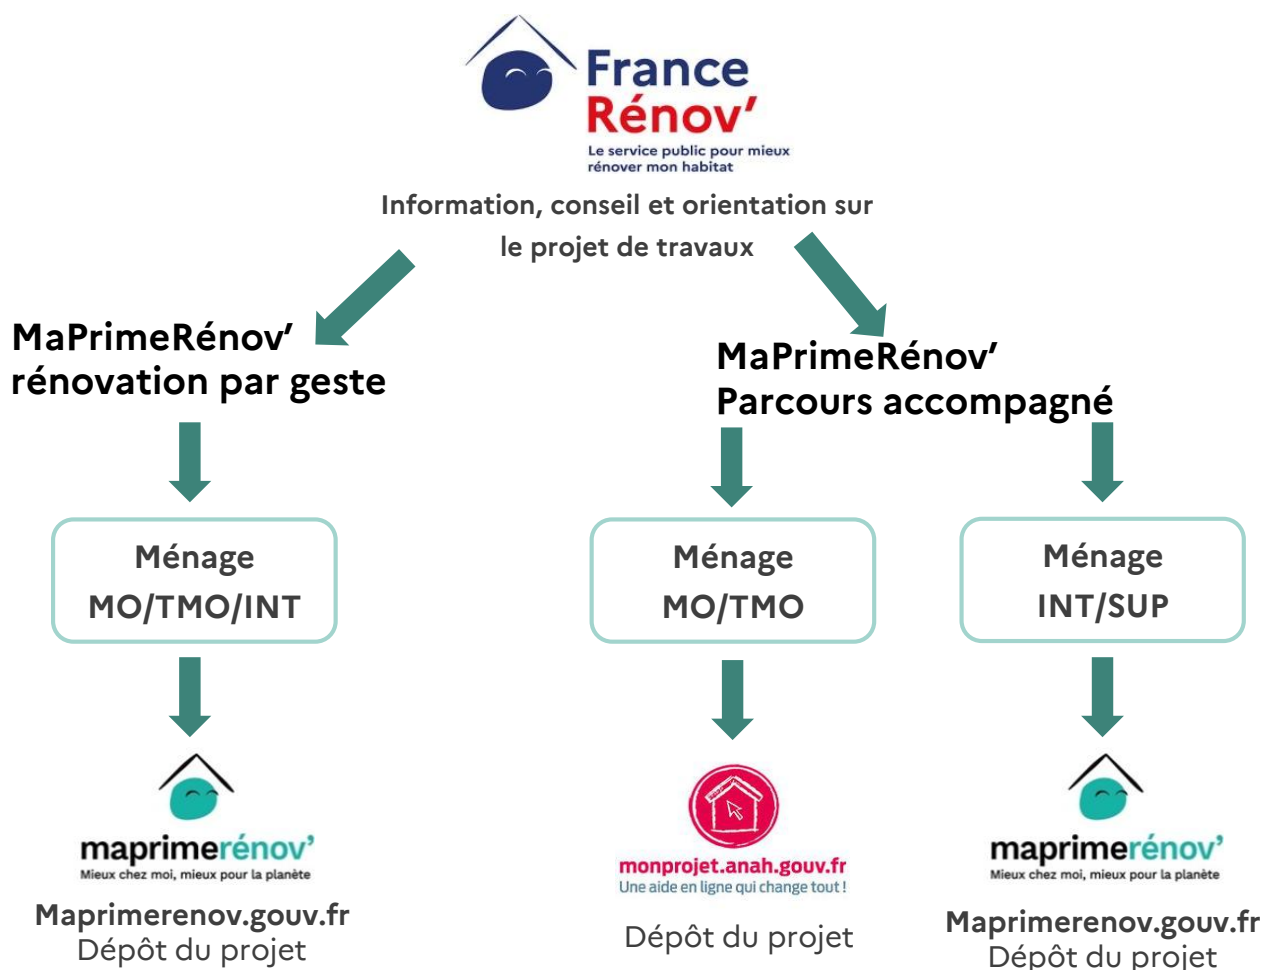 France
Rénov’
Le service public pour mieux
rénover mon habitat
Information, conseil et orientation sur
le projet de travaux
MaPrimeRénov’
rénovation par geste
Ménage
MO/TMO/INT
maprimerénov’
Mieux chez moi, mieux pour la planète
Maprimerenov.gouv.fr
Dépôt du projet
MaPrimeRénov’
Parcours accompagné
Ménage
MO/TMO
monprojet.anah.gouv.fr
Une aide en ligne qui change tout !
Dépôt du projet
Ménage
INT/SUP
maprimerénov’
Mieux chez moi, mieux pour la planète
Maprimerenov.gouv.fr
Dépôt du projet